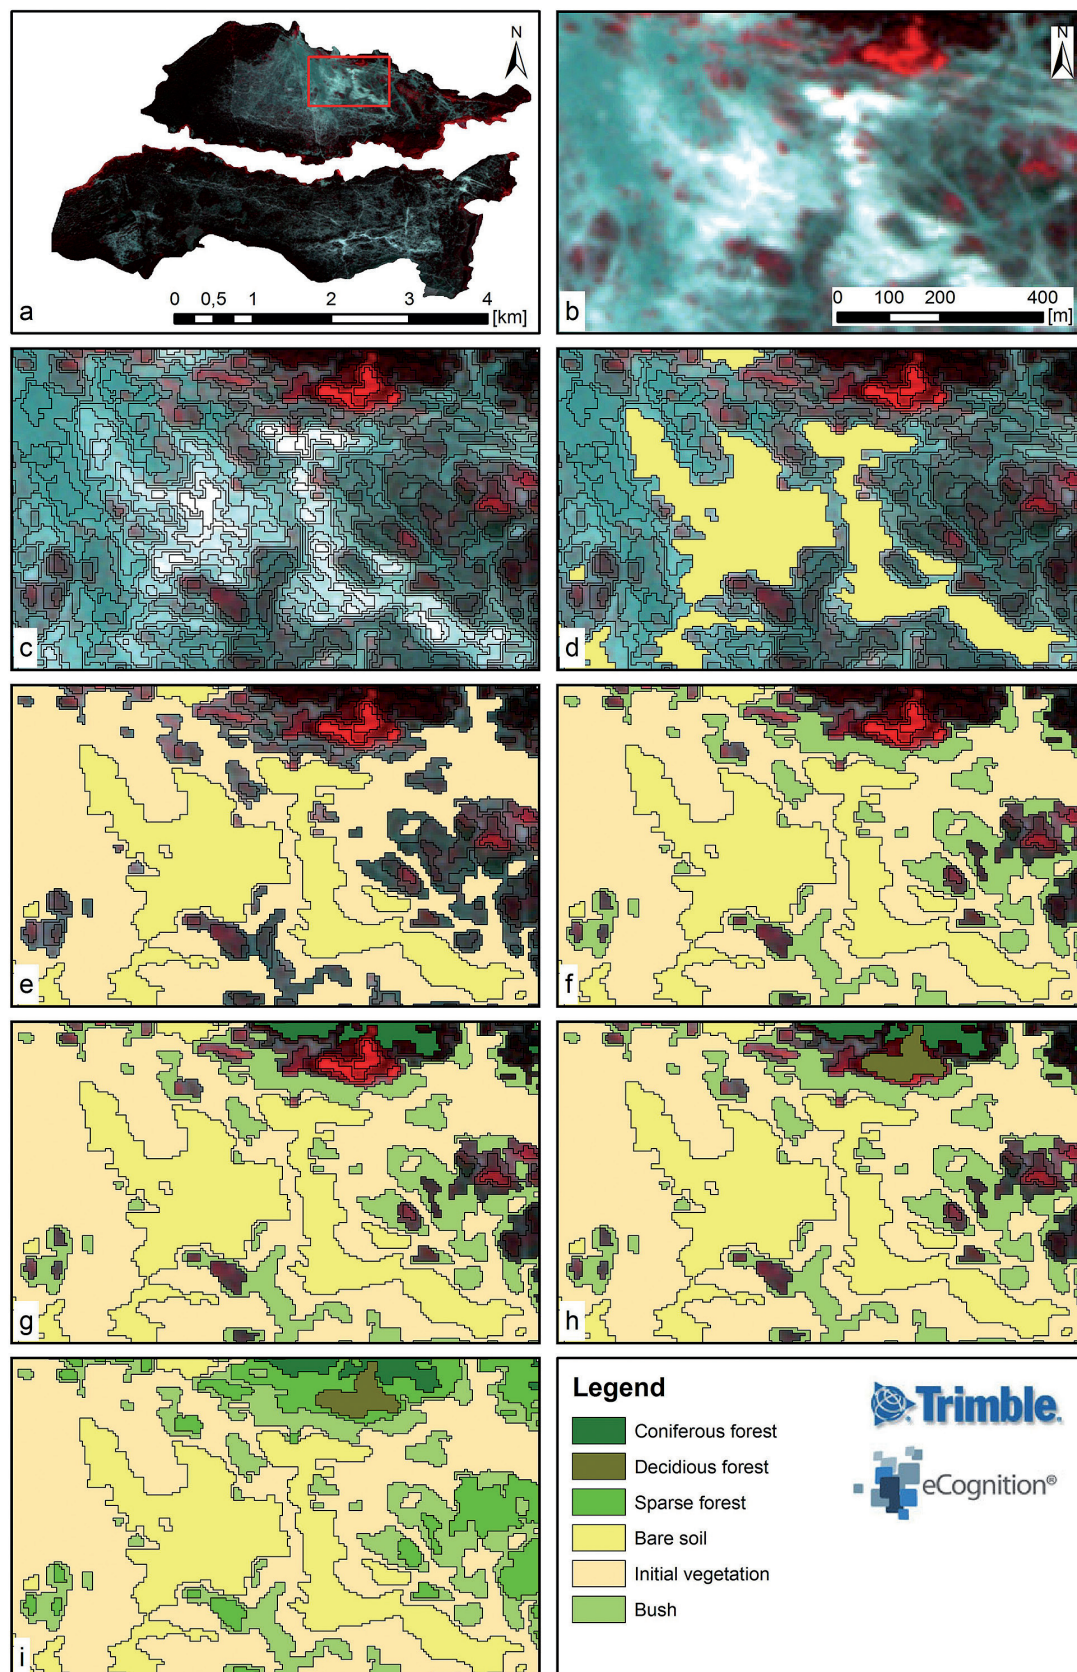 N
0 0,5 1 2 3 4
[km]
a
N
0 100 200 400
[m]
b
c
d
e
f
g
h
i
Legend
Coniferous forest
Decidious forest
Sparse forest
Bare soil
Initial vegetation
Bush
Trimble.
eCognition®